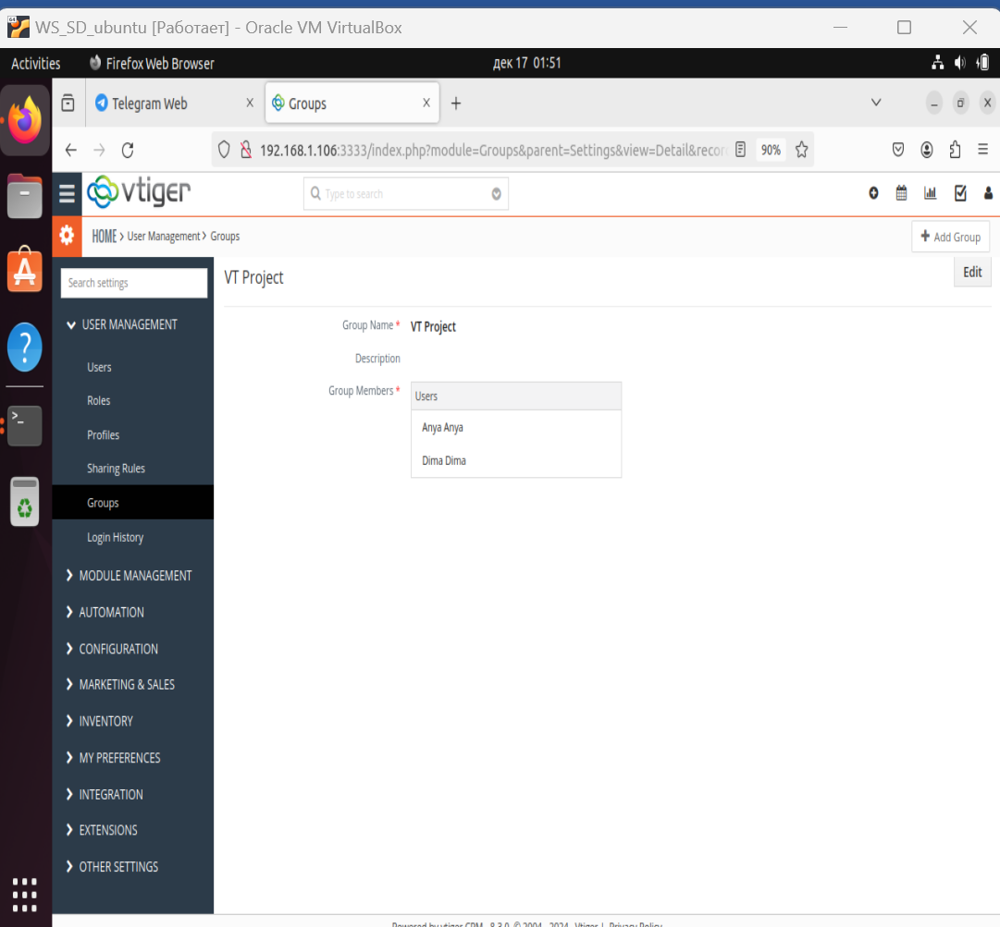 WS_SD_ubuntu [Работает] - Oracle VM VirtualBox
Activities Firefox Web Browser дек 17 01:51
Telegram Web Groups
192.168.1.106:3333/index.php?module=Groups&parent=Settings&view=Detail&recor 90%
vtiger Type to search
HOME > User Management > Groups + Add Group
Search settings
VT Project Edit
USER MANAGEMENT
Users
Roles
Profiles
Sharing Rules
Groups
Login History
MODULE MANAGEMENT
AUTOMATION
CONFIGURATION
MARKETING & SALES
INVENTORY
MY PREFERENCES
INTEGRATION
EXTENSIONS
OTHER SETTINGS
Group Name * VT Project
Description
Group Members * Users
Anya Anya
Dima Dima
Powered by vtiger CRM - 8.3.0 © 2004 - 2024 Vtiger | Privacy Policy